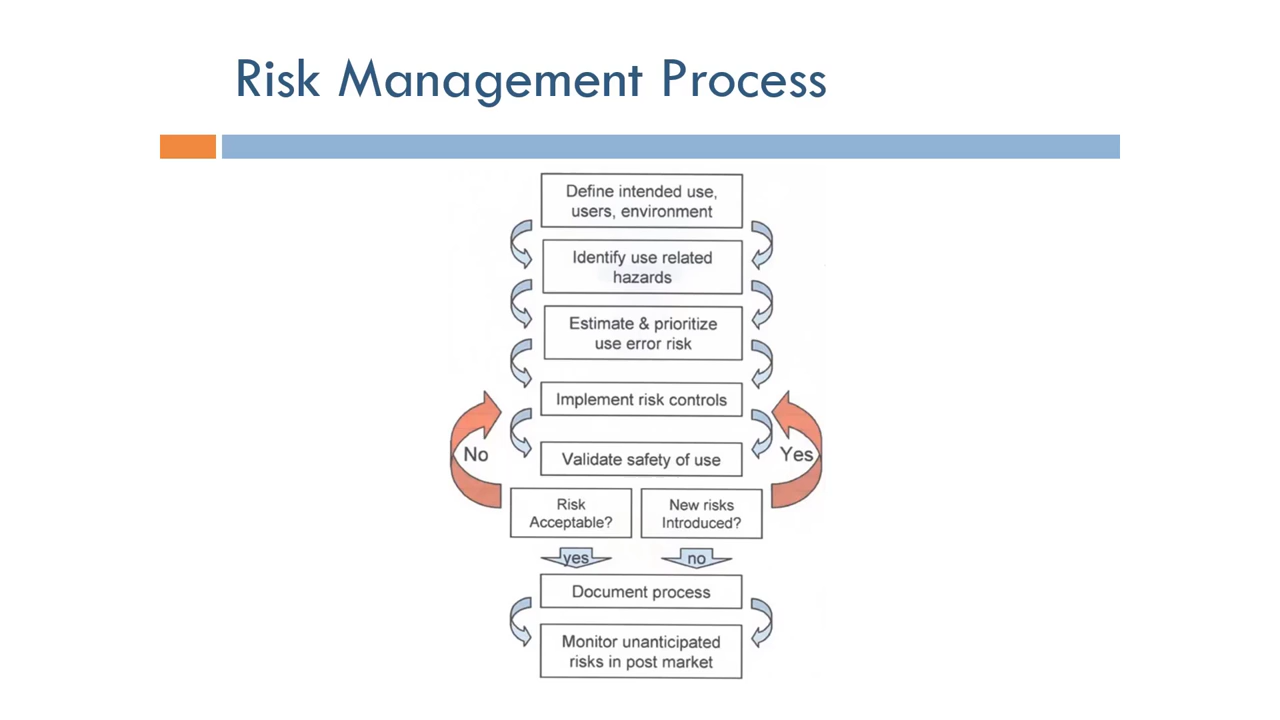 Risk Management Process
Define intended use,
users, environment
Identify use related
hazards
Estimate & prioritize
use error risk
Implement risk controls
No
Yes
Validate safety of use
Risk
Acceptable?
New risks
Introduced?
yes
no
Document process
Monitor unanticipated
risks in post market